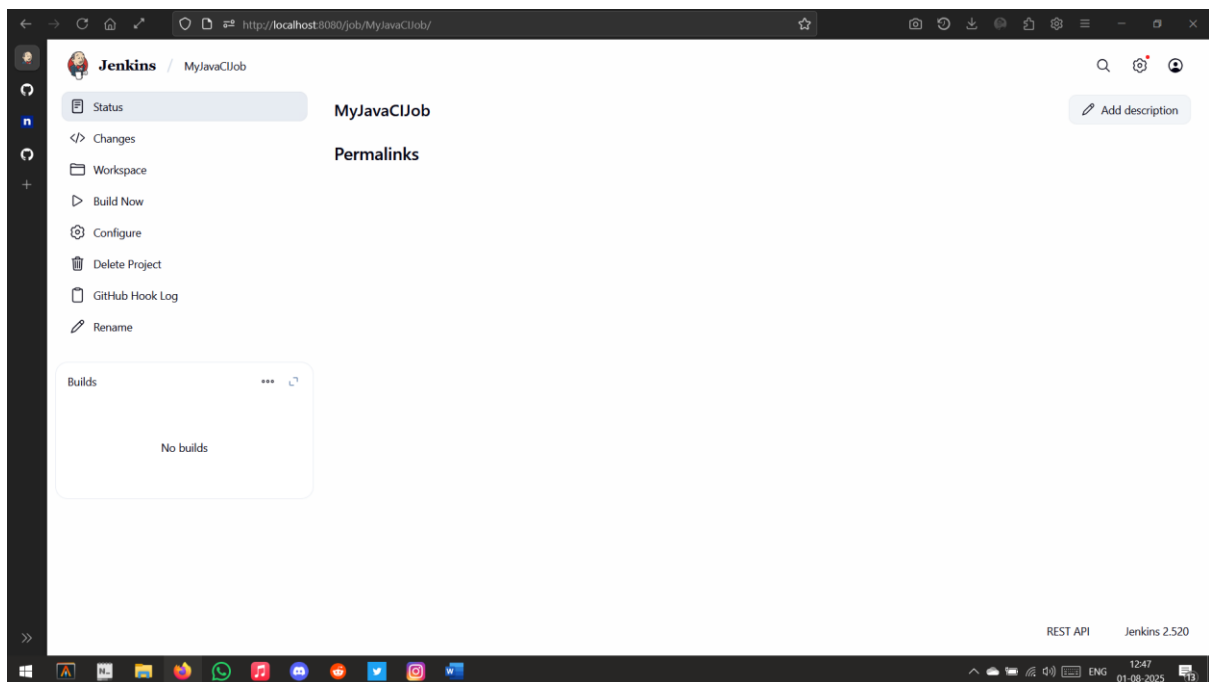 http://localhost:8080/job/MyJavaCIJob/
Jenkins / MyJavaCIJob
Status
Changes
Workspace
Build Now
Configure
Delete Project
GitHub Hook Log
Rename
MyJavaCIJob
Add description
Permalinks
Builds
No builds
REST API
Jenkins 2.520
ENG
12:47
01-08-2025
13